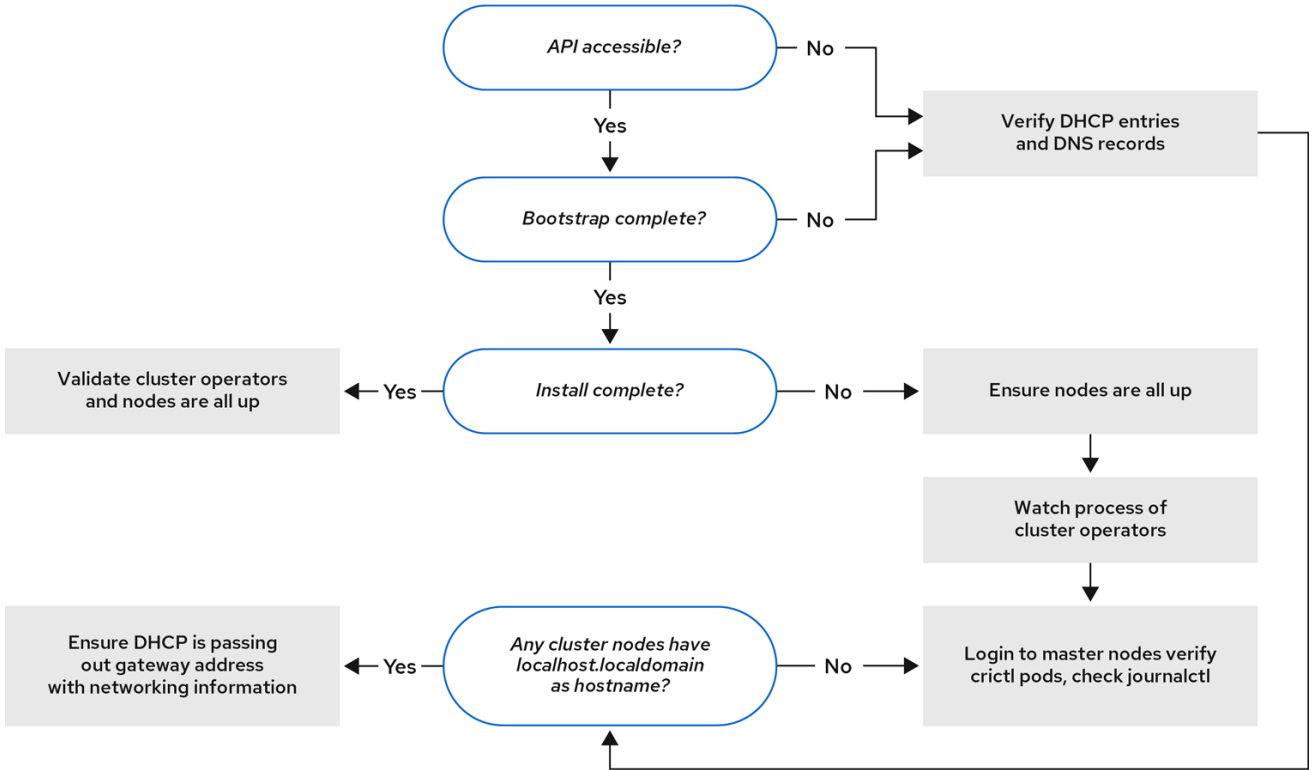 API accessible?
No
Verify DHCP entries
and DNS records
Yes
Bootstrap complete?
No
Yes
Validate cluster operators
and nodes are all up
Yes
Install complete?
No
Ensure nodes are all up
Watch process of
cluster operators
Ensure DHCP is passing
out gateway address
with networking information
Yes
Any cluster nodes have
localhost.localdomain
as hostname?
No
Login to master nodes verify
crictl pods, check journalctl